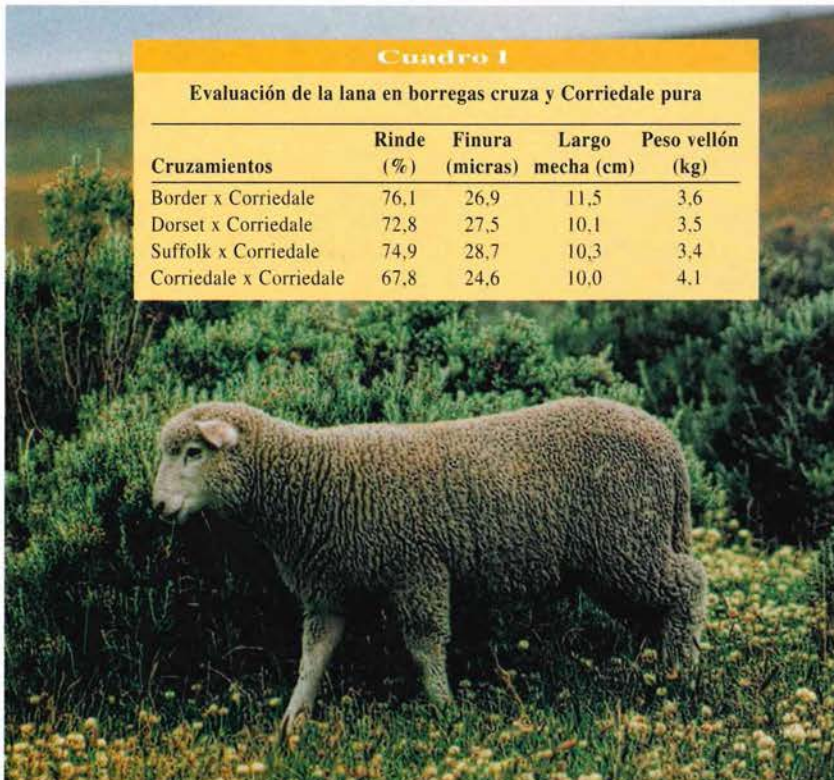 Cuadro 1
Evaluación de la lana en borregas cruza y Corriedale pura
Cruzamientos Rinde (%) Finura (micras) Largo mecha (cm) Peso vellón (kg)
Border x Corriedale 76,1 26,9 11,5 3,6
Dorset x Corriedale 72,8 27,5 10,1 3,5
Suffolk x Corriedale 74,9 28,7 10,3 3,4
Corriedale x Corriedale 67,8 24,6 10,0 4,1